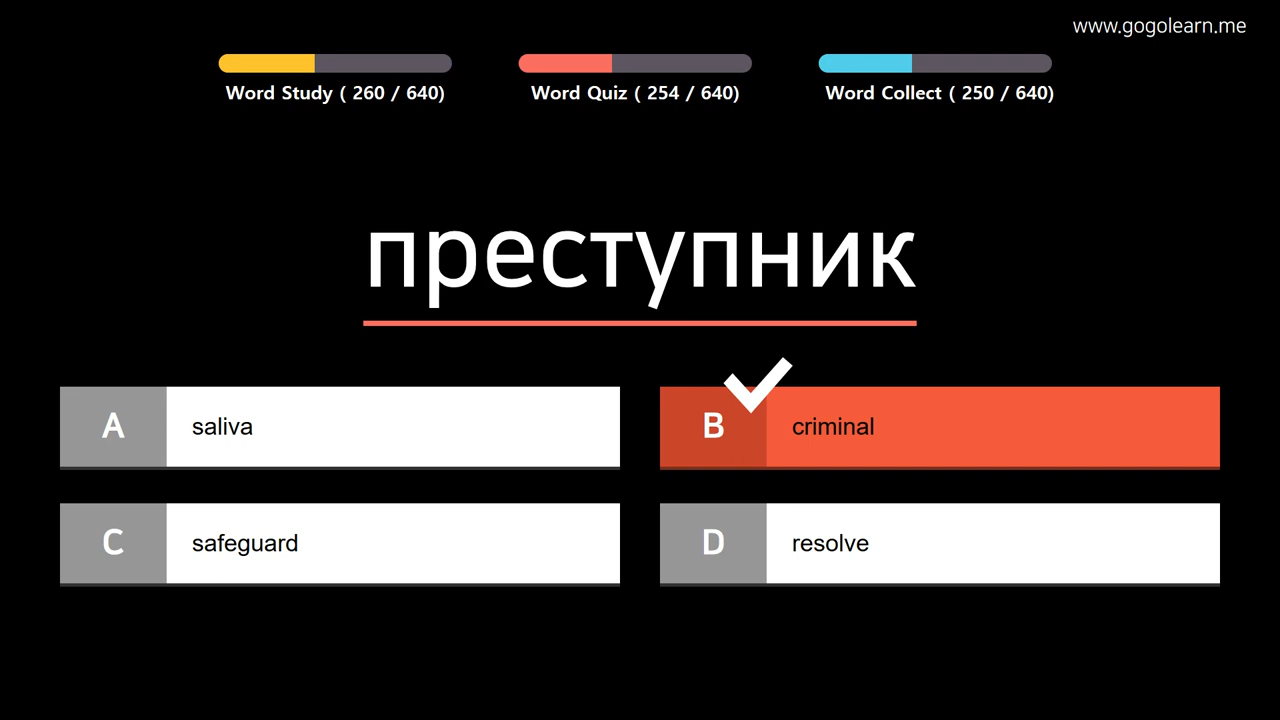 www.gogolearn.me
Word Study ( 260 / 640)
Word Quiz ( 254 / 640)
Word Collect ( 250 / 640)
преступник
A saliva
B criminal
C safeguard
D resolve